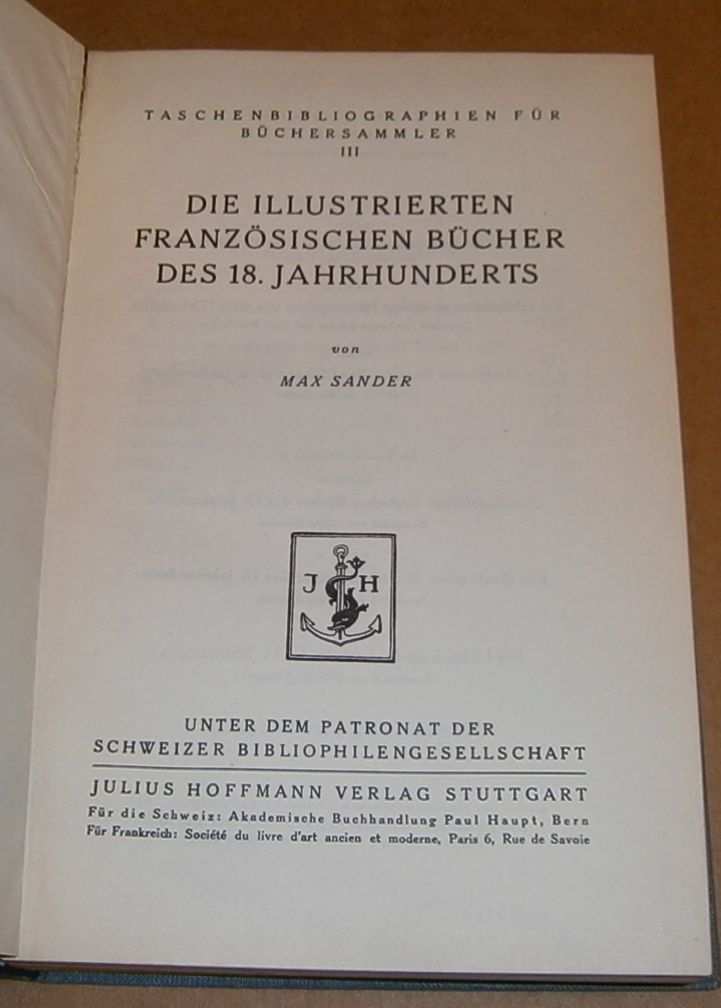 TASCHENBIBLIOGRAPHIEN FÜR
BÜCHERSAMMLER
III
DIE ILLUSTRIERTEN
FRANZÖSISCHEN BÜCHER
DES 18. JAHRHUNDERTS
von
MAX SANDER
J H
UNTER DEM PATRONAT DER
SCHWEIZER BIBLIOPHILENGESELLSCHAFT
JULIUS HOFFMANN VERLAG STUTTGART
Für die Schweiz: Akademische Buchhandlung Paul Haupt, Bern
Für Frankreich: Société du livre d'art ancien et moderne, Paris 6, Rue de Savoie